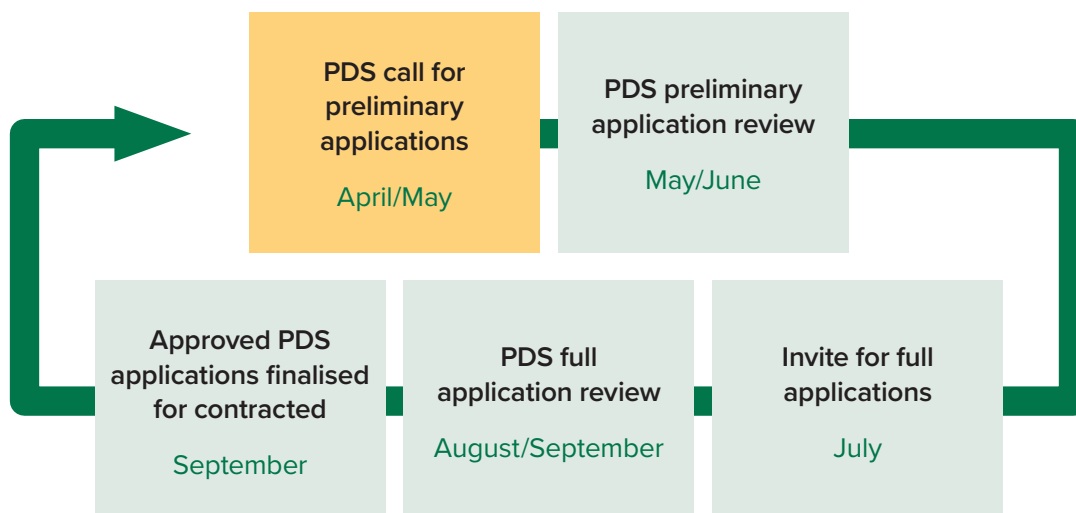 PDS call for
preliminary
applications
April/May
PDS preliminary
application review
May/June
Approved PDS
applications finalised
for contracted
September
PDS full
application review
August/September
Invite for full
applications
July